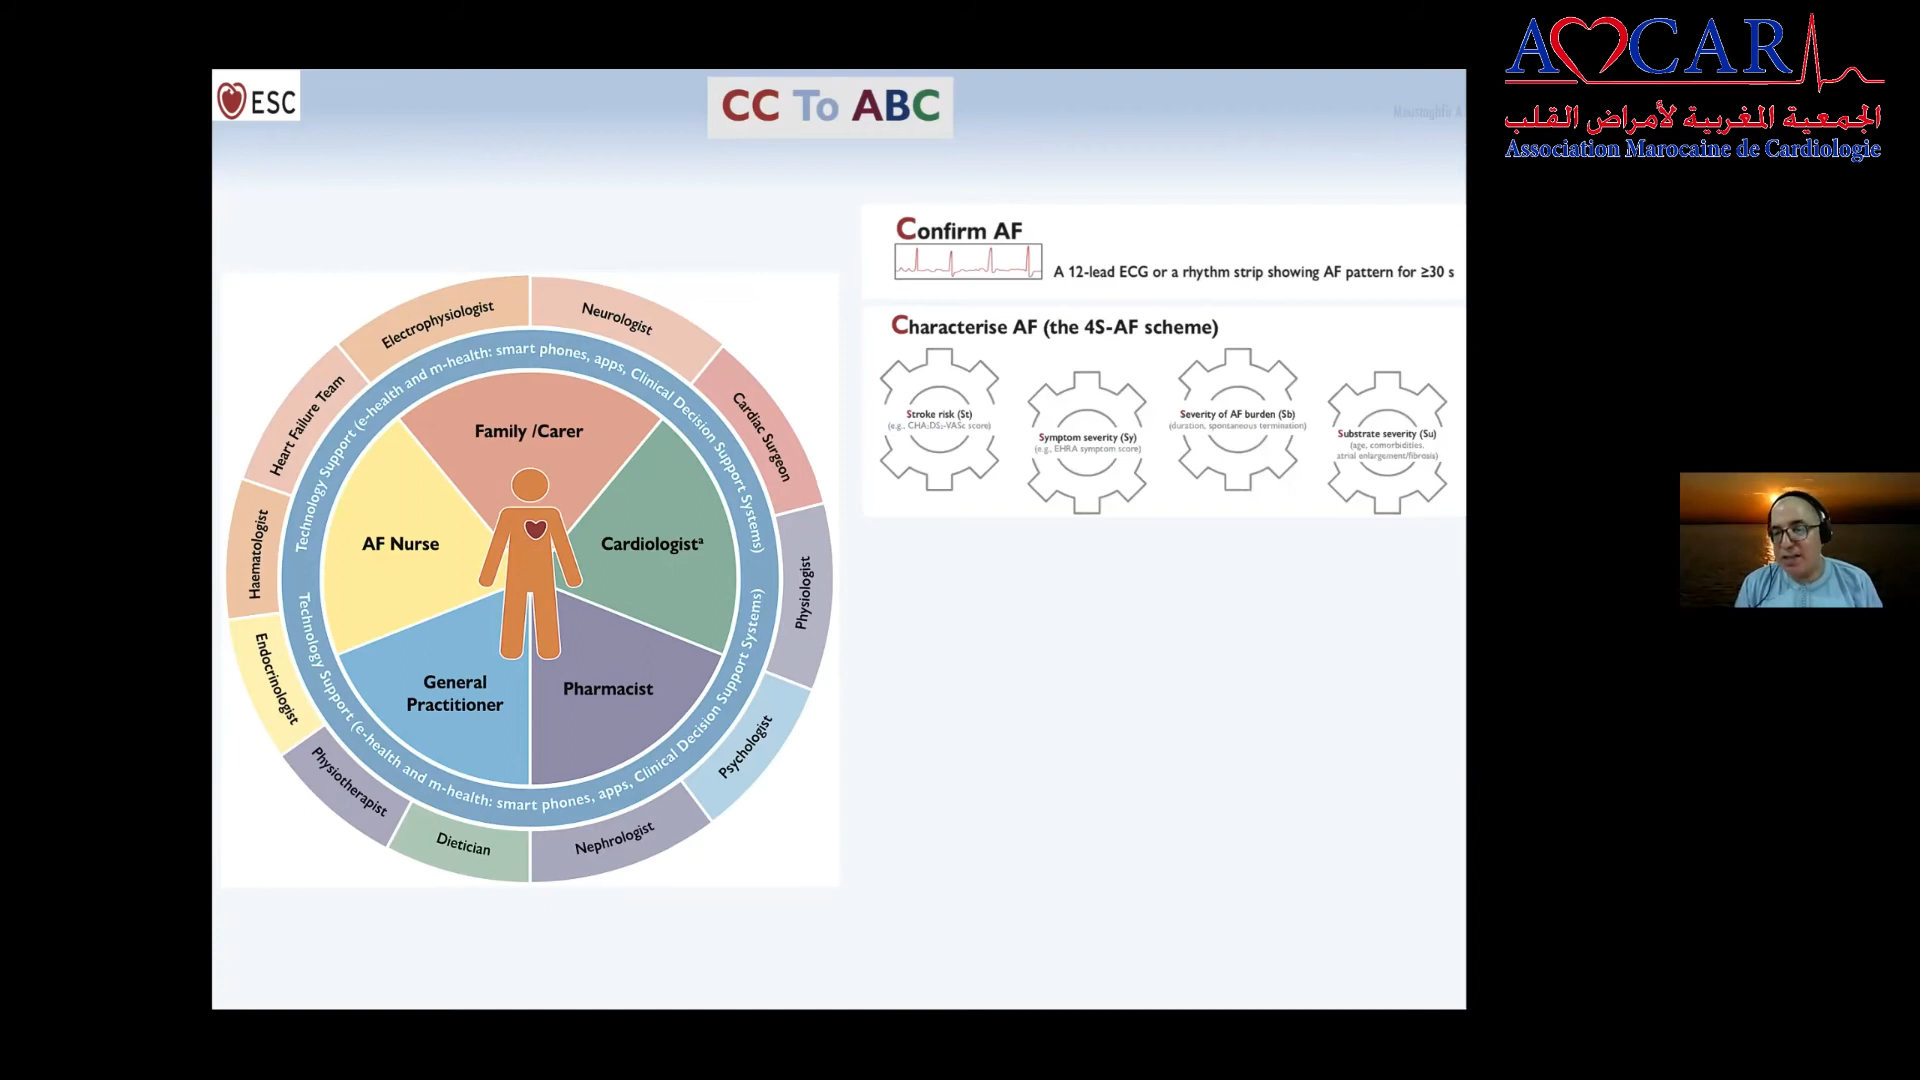 AMCAR
الجمعية المغربية لأمراض القلب
Association Marocaine de Cardiologie
ESC
CC To ABC
Moustaghfir A
Confirm AF
A 12-lead ECG or a rhythm strip showing AF pattern for ≥30 s
Characterise AF (the 4S-AF scheme)
Stroke risk (St)
(e.g., CHA₂DS₂-VASc score)
Symptom severity (Sy)
(e.g., EHRA symptom score)
Severity of AF burden (Sb)
(duration, spontaneous termination)
Substrate severity (Su)
(age, comorbidities,
atrial enlargement/fibrosis)
Electrophysiologist
Neurologist
Cardiac Surgeon
Physiologist
Psychologist
Nephrologist
Dietician
Physiotherapist
Endocrinologist
Haematologist
Heart Failure Team
Technology Support (e-health and m-health: smart phones, apps, Clinical Decision Support Systems)
Technology Support (e-health and m-health: smart phones, apps, Clinical Decision Support Systems)
Family /Carer
AF Nurse
Cardiologistᵃ
General
Practitioner
Pharmacist